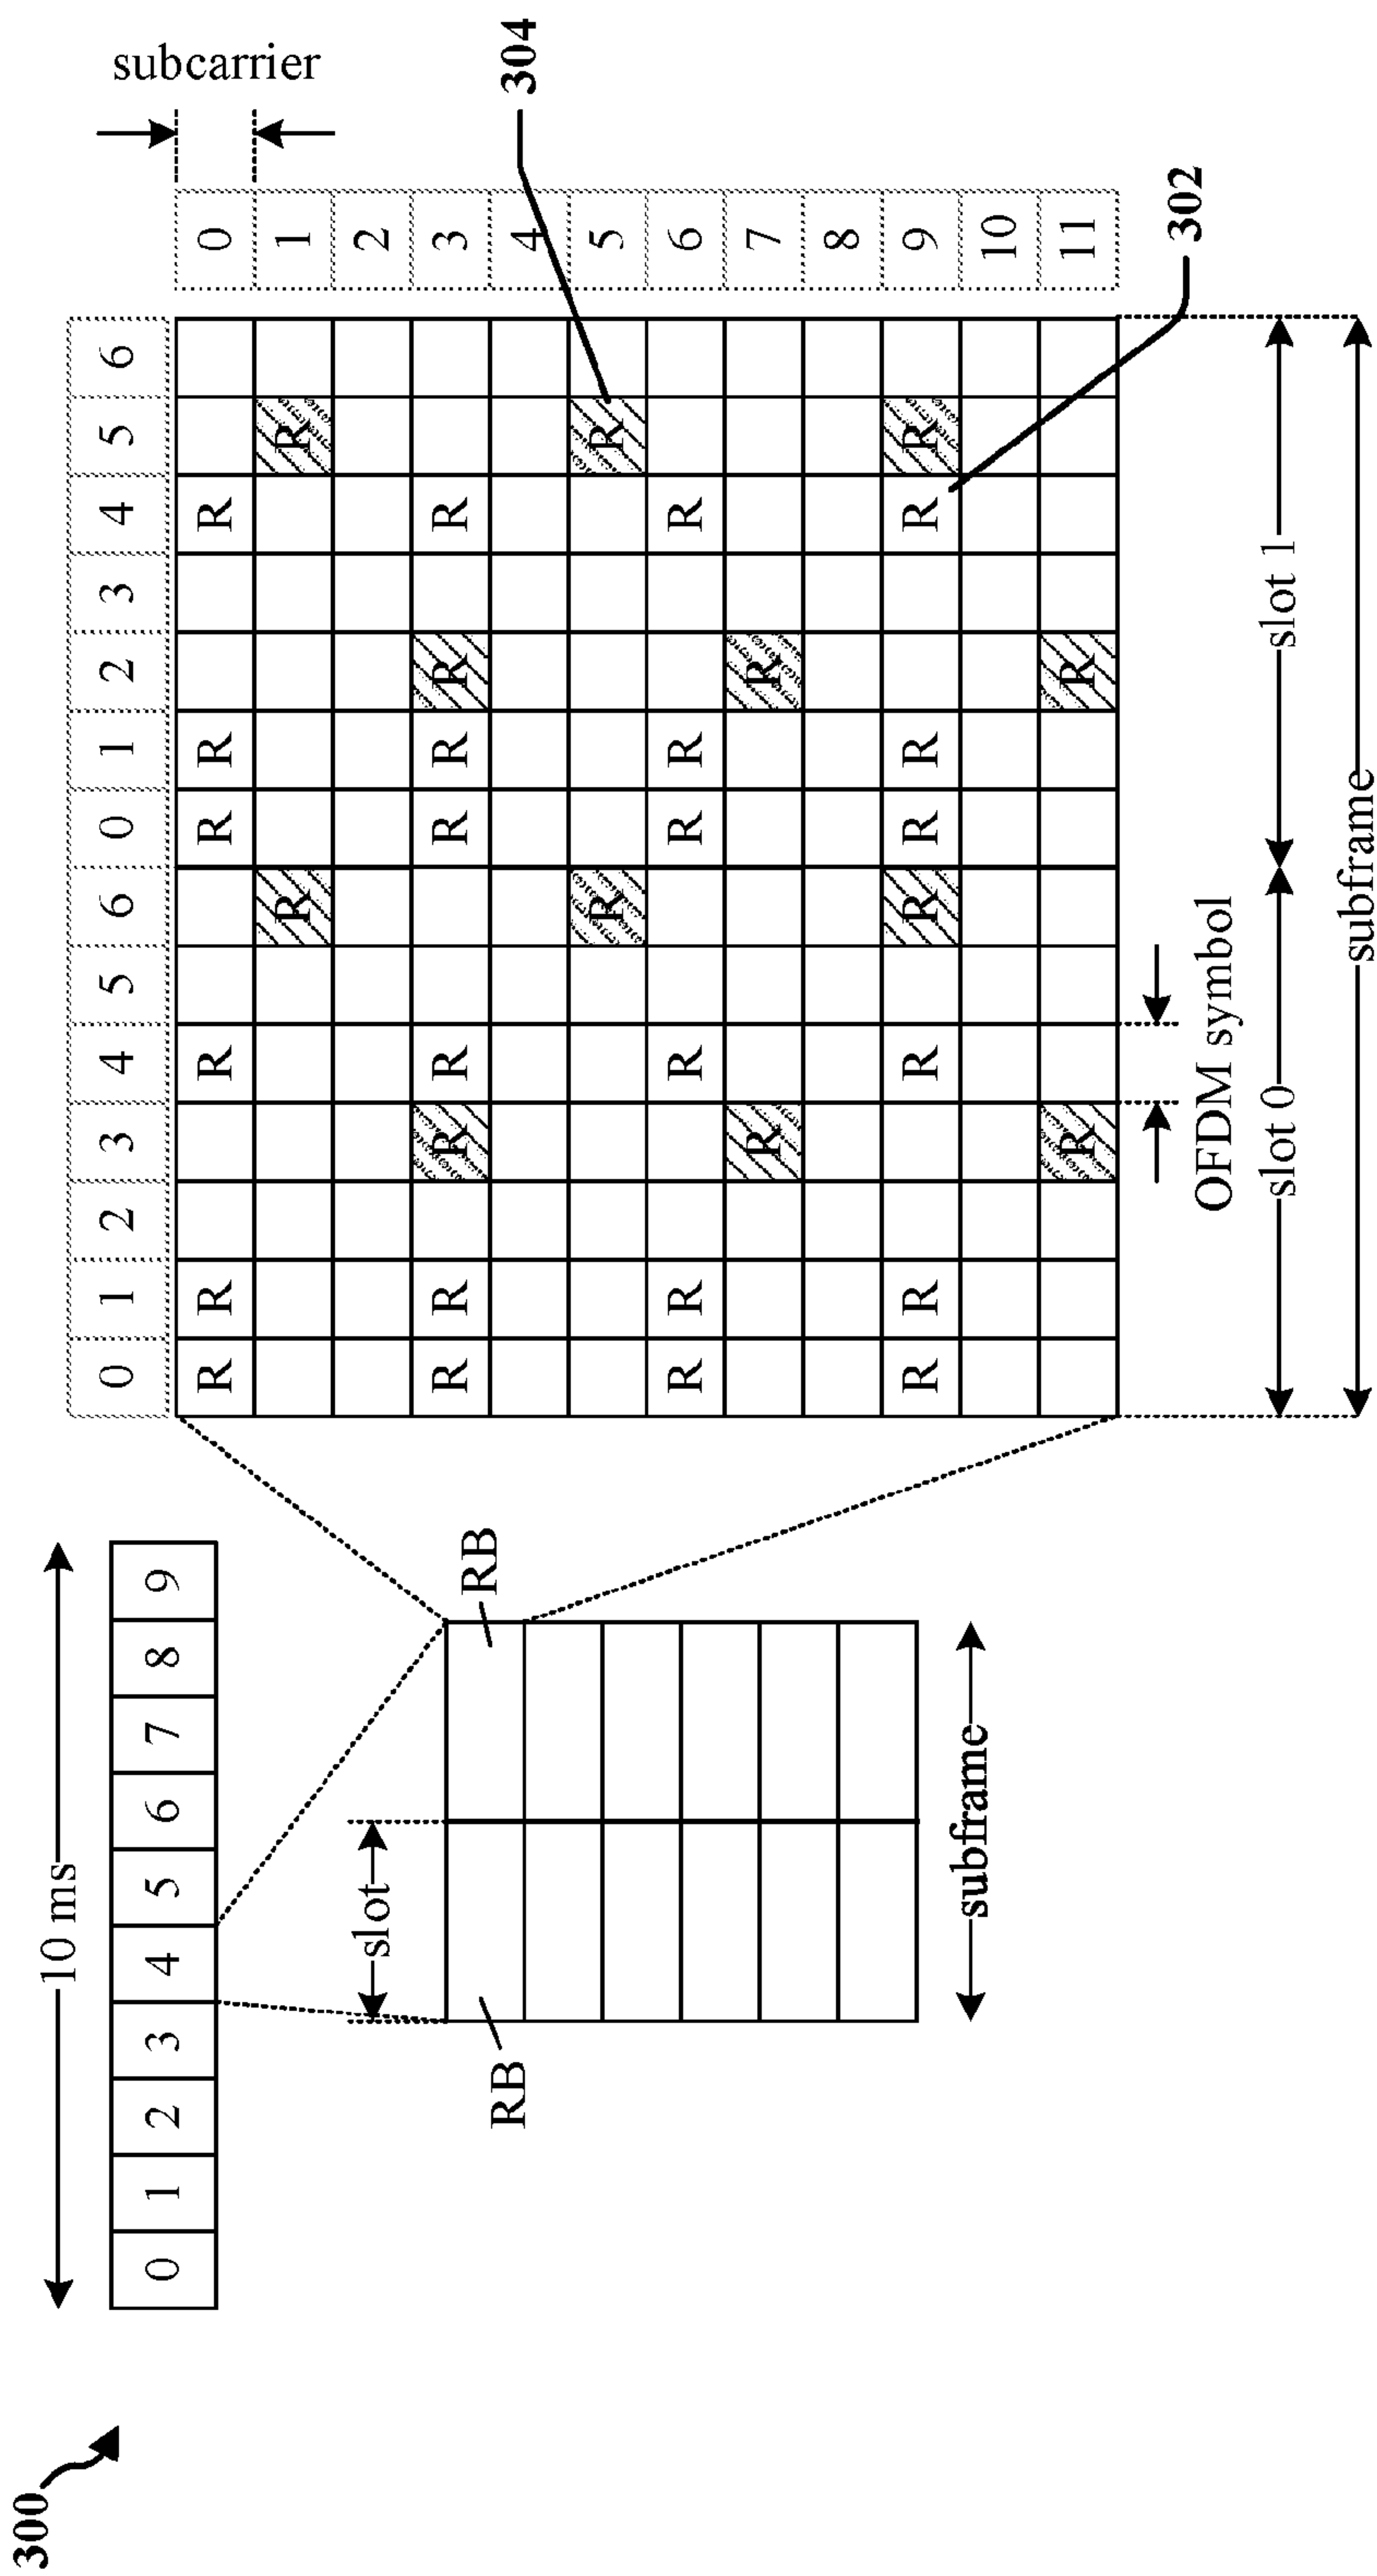 300
10 ms
0 1 2 3 4 5 6 7 8 9
slot
RB
RB
subframe
0 1 2 3 4 5 6 0 1 2 3 4 5 6
subcarrier
R R R R R R 0
R R 1
2
R R R R R R R R 3
4
R R 5
R R R R R R 6
R R 7
8
R R R R R R R R 9
10
R R 11
304
302
OFDM symbol
slot 0
slot 1
subframe